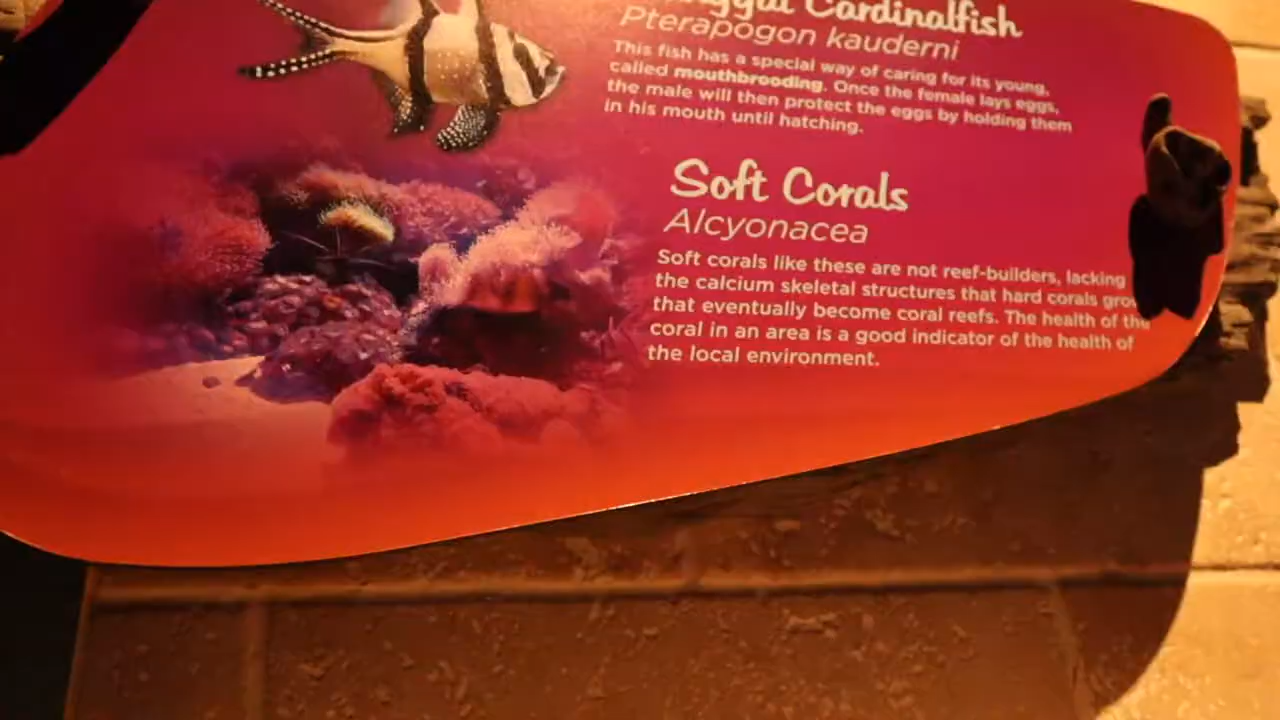 Cardinalfish
Pterapogon kauderni
This fish has a special way of caring for its young,
called mouthbrooding. Once the female lays eggs,
the male will then protect the eggs by holding them
in his mouth until hatching.
Soft Corals
Alcyonacea
Soft corals like these are not reef-builders, lacking
the calcium skeletal structures that hard corals
that eventually become coral reefs. The health of the
coral in an area is a good indicator of the health of
the local environment.